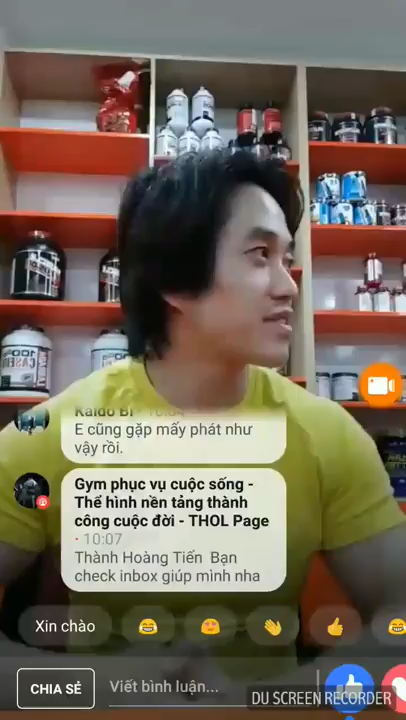 100%
CASEIN
Kaido Bi · 10:04
E cũng gặp mấy phát như
vậy rồi.
Gym phục vụ cuộc sống -
Thể hình nền tảng thành
công cuộc đời - THOL Page
· 10:07
Thành Hoàng Tiến Bạn
check inbox giúp mình nha
Xin chào
CHIA SẺ
Viết bình luận...
DU SCREEN RECORDER